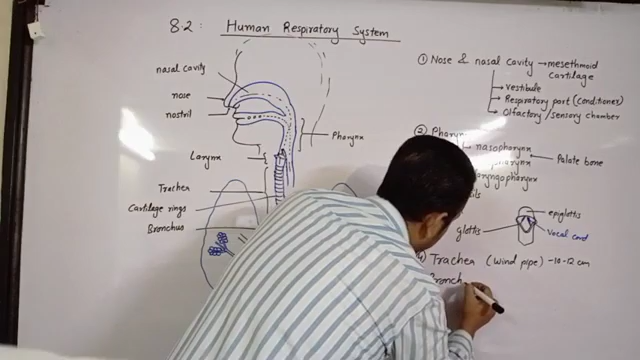 8.2: Human Respiratory System
nasal cavity
nose
nostril
Pharynx
Larynx
Trachea
Cartilage rings
Bronchus
① Nose & nasal cavity → mesethmoid
cartilage
→ Vestibule
→ Respiratory part (conditioner)
→ Olfactory / sensory chamber
② Pharyn
nasopharynx
Palate bone
pharynx
laryngopharynx
epiglottis
glottis
Vocal cord
Trachea (Wind pipe) -10-12 cm
Bronch